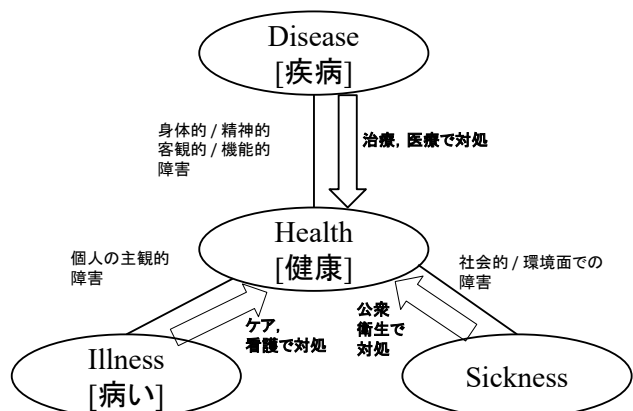 Disease
[疾病]
身体的 / 精神的
客観的 / 機能的
障害
治療，医療で対処
Health
[健康]
個人の主観的
障害
社会的 / 環境面での
障害
ケア，
看護で対処
公衆
衛生で
対処
Illness
[病い]
Sickness